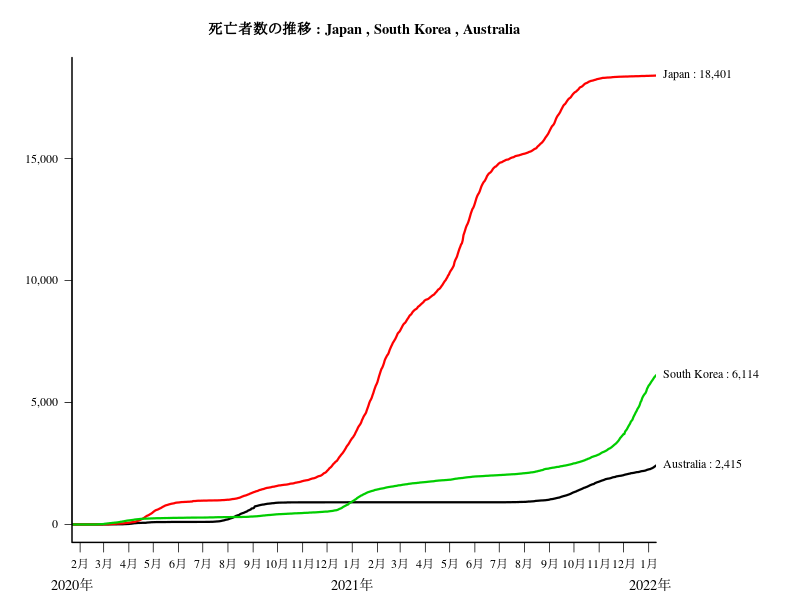 死亡者数の推移 : Japan , South Korea , Australia
Japan : 18,401
15,000
10,000
5,000
South Korea : 6,114
Australia : 2,415
0
2月 3月 4月 5月 6月 7月 8月 9月 10月 11月 12月 1月 2月 3月 4月 5月 6月 7月 8月 9月 10月 11月 12月 1月
2020年 2021年 2022年